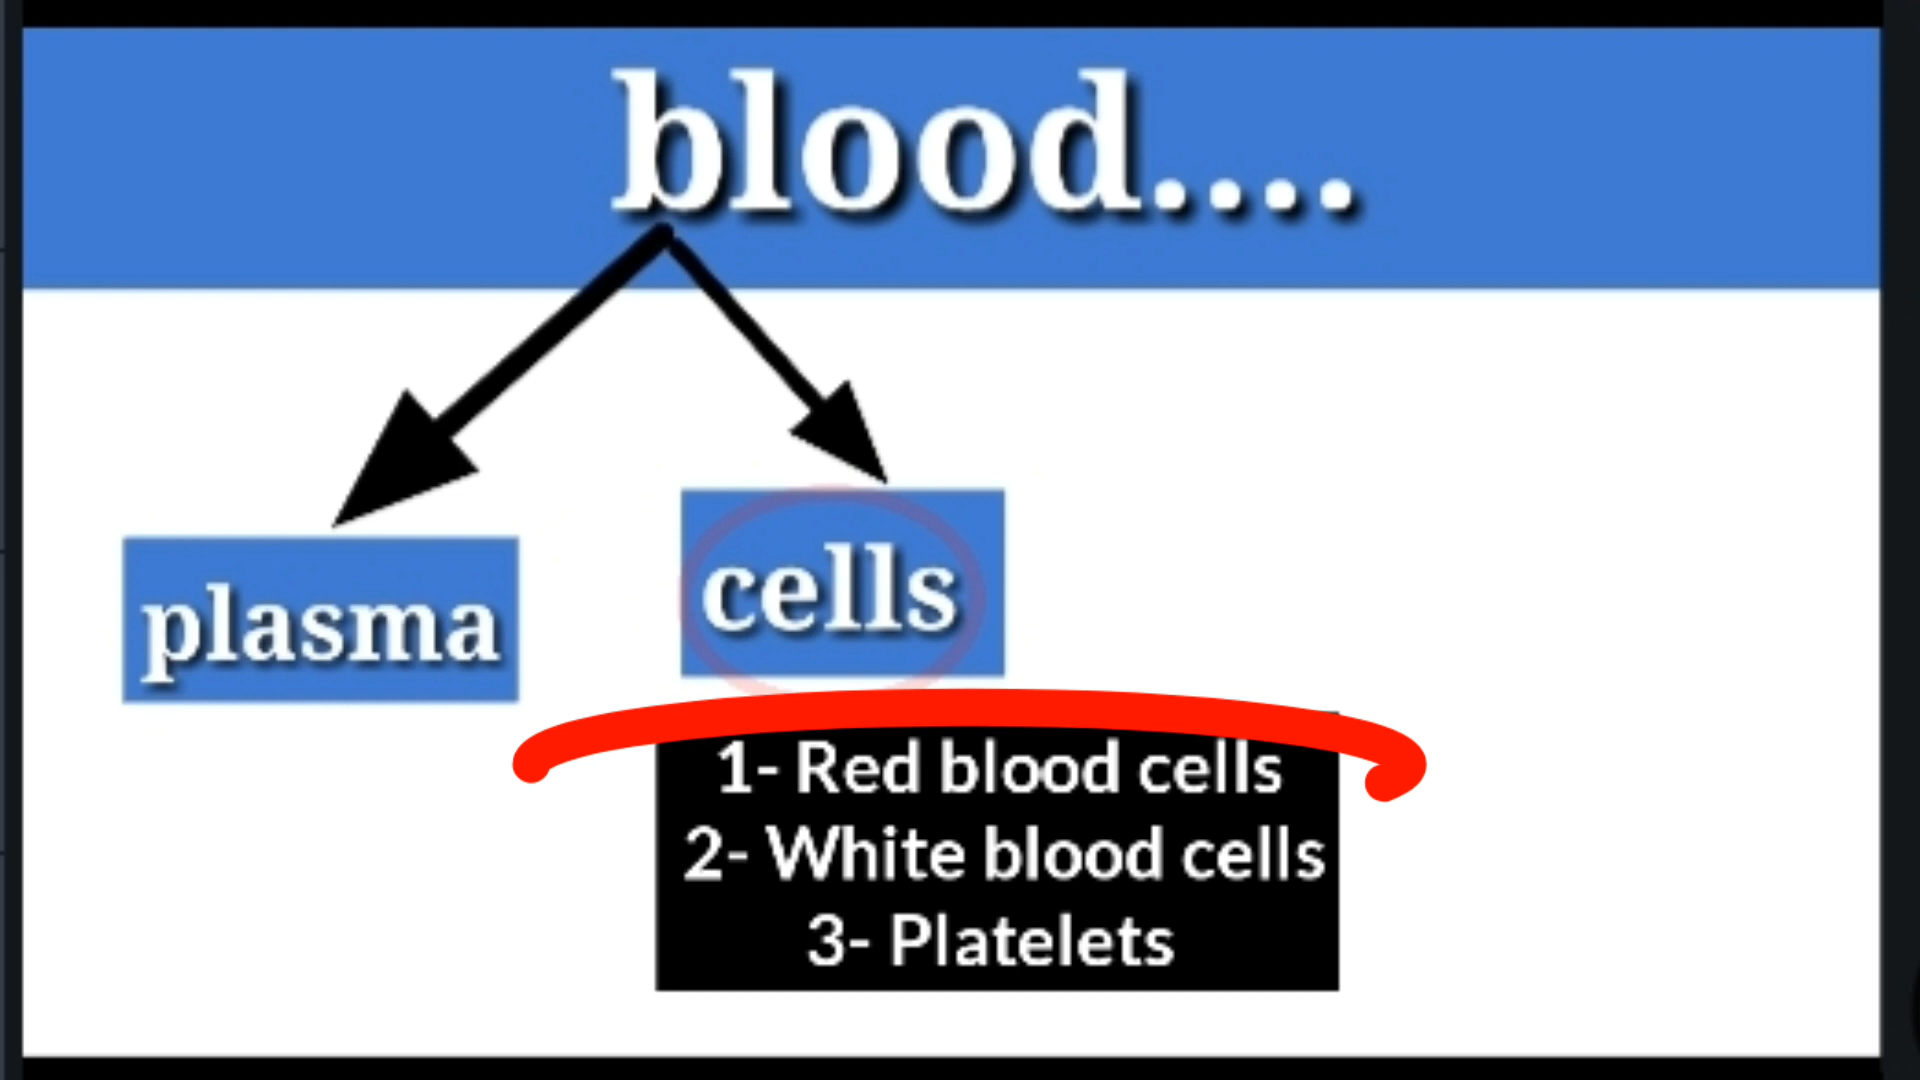 blood....
plasma
cells
1- Red blood cells
2- White blood cells
3- Platelets